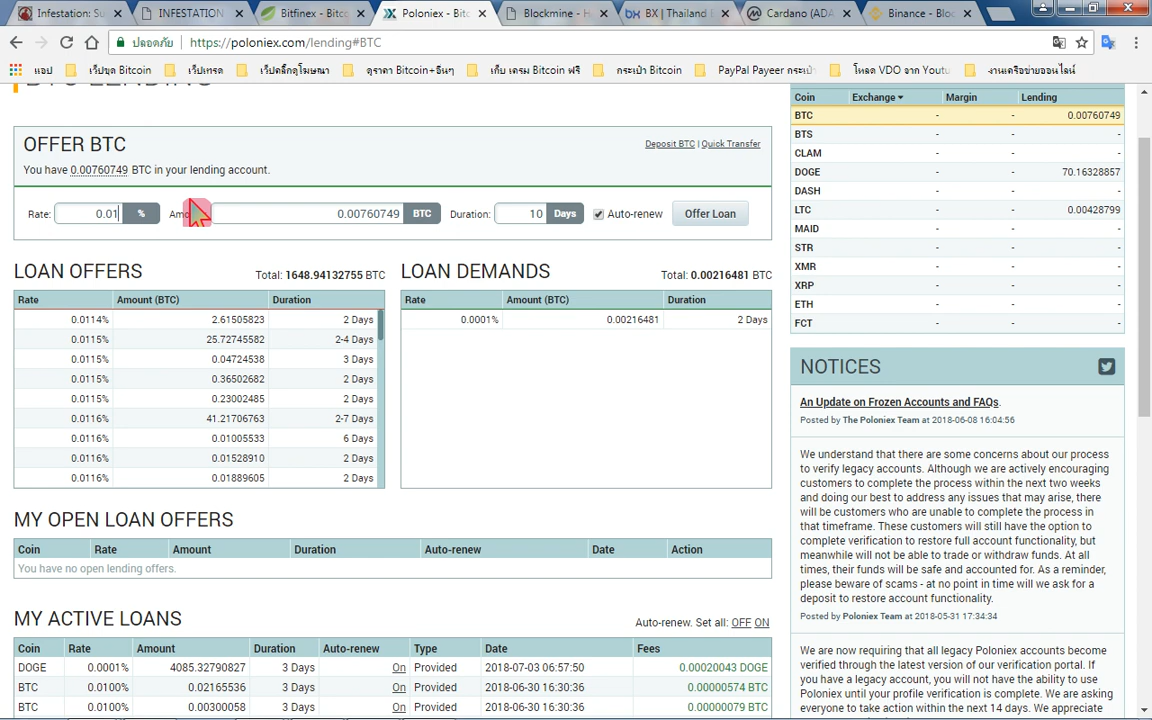 Infestation: Su
INFESTATION
Bitfinex - Bitc
Poloniex - Bitc
Blockmine - H
BX | Thailand
Cardano (ADA
Binance - Bloc
ปลอดภัย https://poloniex.com/lending#BTC
แอป เว็ปขุด Bitcoin เว็ปเทรด เว็ปคลิ๊กดูโฆษณา ดูราคา Bitcoin+อื่นๆ เก็บ เครม Bitcoin ฟรี กระเป๋า Bitcoin PayPal Payeer กระเป๋ โหลด VDO จาก Youtu งานเครือข่ายออนไลน์
OFFER BTC
Deposit BTC | Quick Transfer
You have 0.00760749 BTC in your lending account.
Rate: 0.01 % 0.00760749 BTC Duration: 10 Days Auto-renew Offer Loan
LOAN OFFERS Total: 1648.94132755 BTC
Rate Amount (BTC) Duration
0.0114% 2.61505823 2 Days
0.0115% 25.72745582 2-4 Days
0.0115% 0.04724538 3 Days
0.0115% 0.36502682 2 Days
0.0115% 0.23002485 2 Days
0.0116% 41.21706763 2-7 Days
0.0116% 0.01005533 6 Days
0.0116% 0.01528910 2 Days
0.0116% 0.01889605 2 Days
LOAN DEMANDS Total: 0.00216481 BTC
Rate Amount (BTC) Duration
0.0001% 0.00216481 2 Days
MY OPEN LOAN OFFERS
Coin Rate Amount Duration Auto-renew Date Action
You have no open lending offers.
MY ACTIVE LOANS
Auto-renew. Set all: OFF ON
Coin Rate Amount Duration Auto-renew Type Date Fees
DOGE 0.0001% 4085.32790827 3 Days On Provided 2018-07-03 06:57:50 0.00020043 DOGE
BTC 0.0100% 0.02165536 3 Days On Provided 2018-06-30 16:30:36 0.00000574 BTC
BTC 0.0100% 0.00300058 3 Days On Provided 2018-06-30 16:30:36 0.00000079 BTC
Coin Exchange Margin Lending
BTC - - 0.00760749
BTS - - -
CLAM - - -
DOGE - - 70.16328857
DASH - - -
LTC - - 0.00428799
MAID - - -
STR - - -
XMR - - -
XRP - - -
ETH - - -
FCT - - -
NOTICES
An Update on Frozen Accounts and FAQs.
Posted by The Poloniex Team at 2018-06-08 16:04:56
We understand that there are some concerns about our process
to verify legacy accounts. Although we are actively encouraging
customers to complete the process within the next two weeks
and doing our best to address any issues that may arise, there
will be customers who are unable to complete the process in
that timeframe. These customers will still have the option to
complete verification to restore full account functionality, but
meanwhile will not be able to trade or withdraw funds. At all
times, their funds will be safe and accounted for. As a reminder,
please beware of scams - at no point in time will we ask for a
deposit to restore account functionality.
Posted by Poloniex Team at 2018-05-31 17:34:34
We are now requiring that all legacy Poloniex accounts become
verified through the latest version of our verification portal. If
you have a legacy account, you will not have the ability to use
Poloniex until your profile verification is complete. We are asking
everyone to take action within the next 14 days. We appreciate